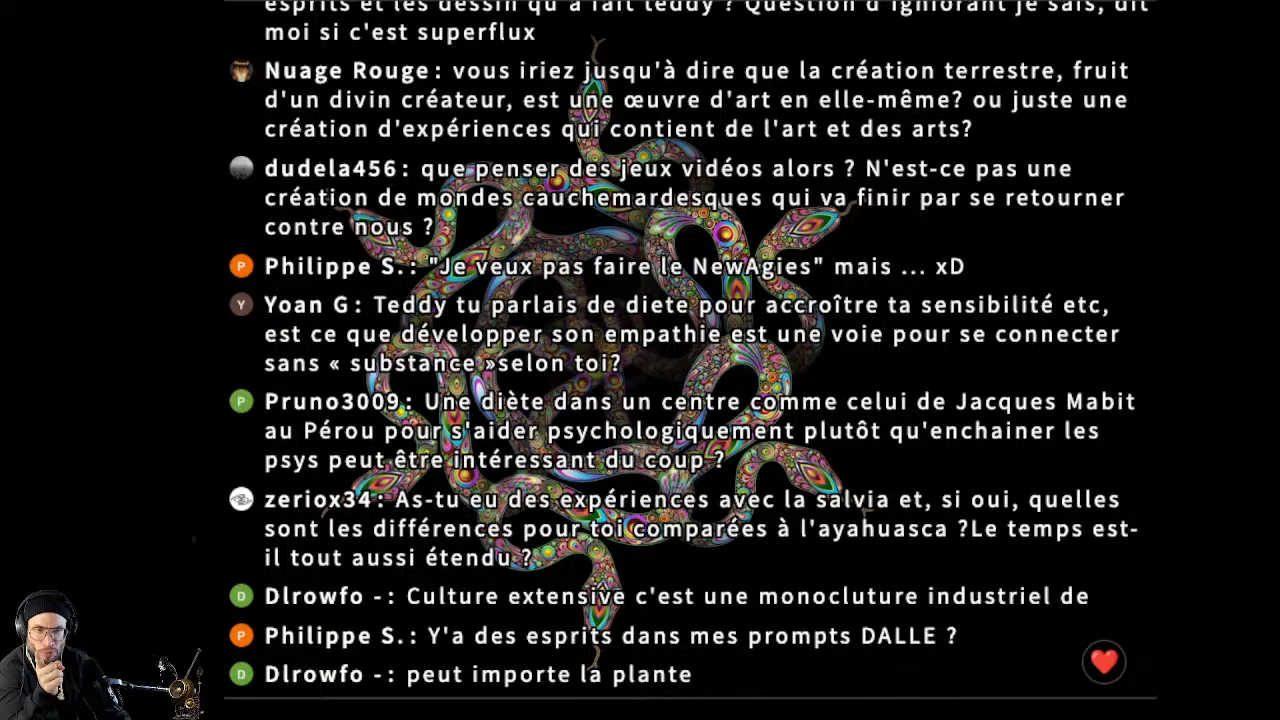 esprits et les dessin qu'a fait teddy ? Question d'ignorant je sais, dit
moi si c'est superflux
Nuage Rouge: vous iriez jusqu'à dire que la création terrestre, fruit
d'un divin créateur, est une œuvre d'art en elle-même? ou juste une
création d'expériences qui contient de l'art et des arts?
dudela456: que penser des jeux vidéos alors ? N'est-ce pas une
création de mondes cauchemardesques qui va finir par se retourner
contre nous ?
P Philippe S.: "Je veux pas faire le NewAgies" mais ... xD
Y Yoan G: Teddy tu parlais de diete pour accroître ta sensibilité etc,
est ce que développer son empathie est une voie pour se connecter
sans « substance »selon toi?
P Pruno3009: Une diète dans un centre comme celui de Jacques Mabit
au Pérou pour s'aider psychologiquement plutôt qu'enchainer les
psys peut être intéressant du coup ?
zeriox34: As-tu eu des expériences avec la salvia et, si oui, quelles
sont les différences pour toi comparées à l'ayahuasca ?Le temps est-
il tout aussi étendu ?
D Dlrowfo -: Culture extensive c'est une monocluture industriel de
P Philippe S.: Y'a des esprits dans mes prompts DALLE ?
D Dlrowfo -: peut importe la plante